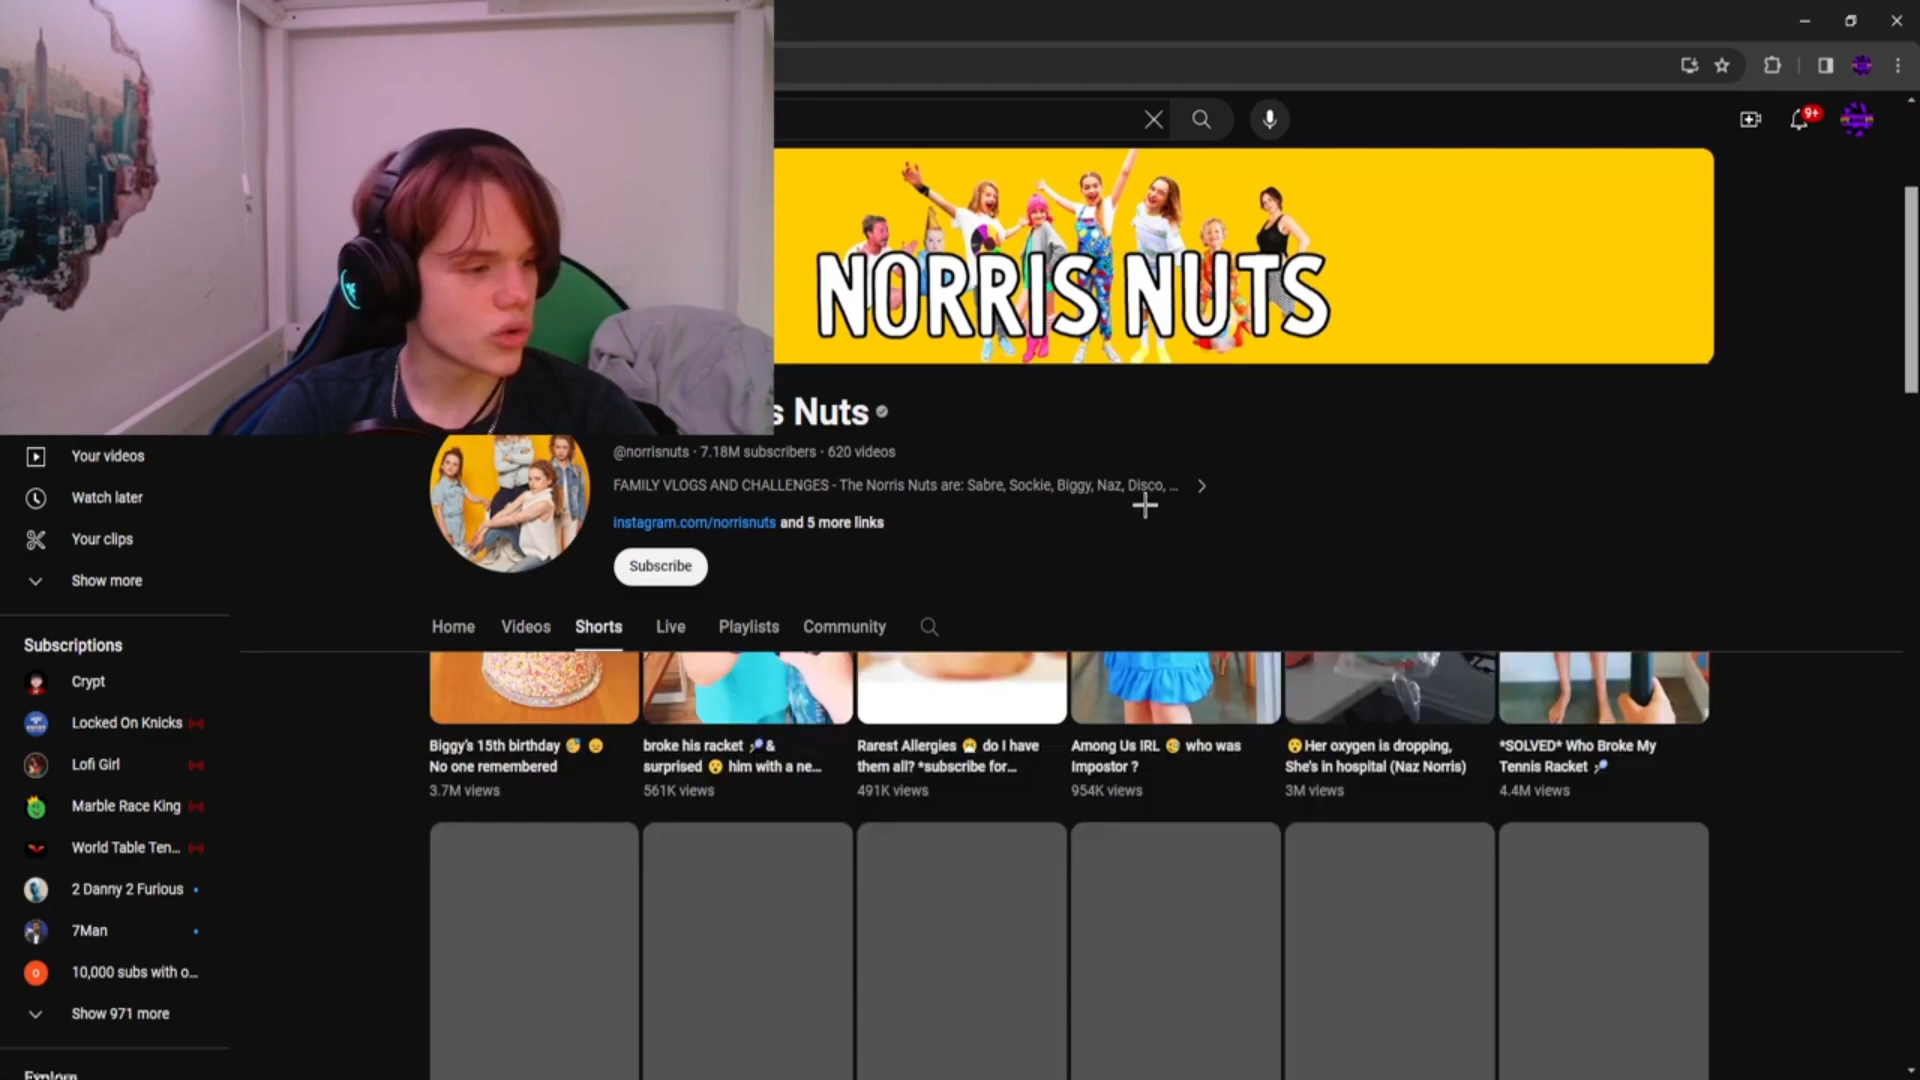 9+
NORRIS NUTS
s Nuts
@norrisnuts · 7.18M subscribers · 620 videos
FAMILY VLOGS AND CHALLENGES - The Norris Nuts are: Sabre, Sockie, Biggy, Naz, Disco, ...
instagram.com/norrisnuts and 5 more links
Subscribe
Home Videos Shorts Live Playlists Community
Your videos
Watch later
Your clips
Show more
Subscriptions
Crypt
Locked On Knicks
Lofi Girl
Marble Race King
World Table Ten...
2 Danny 2 Furious
7Man
10,000 subs with o...
Show 971 more
Explore
Biggy's 15th birthday 🥳 😞
No one remembered
3.7M views
broke his racket 🎾 &
surprised 😮 him with a ne...
561K views
Rarest Allergies 😷 do I have
them all? *subscribe for...
491K views
Among Us IRL 🧐 who was
Impostor ?
954K views
😮Her oxygen is dropping,
She's in hospital (Naz Norris)
3M views
*SOLVED* Who Broke My
Tennis Racket 🎾
4.4M views